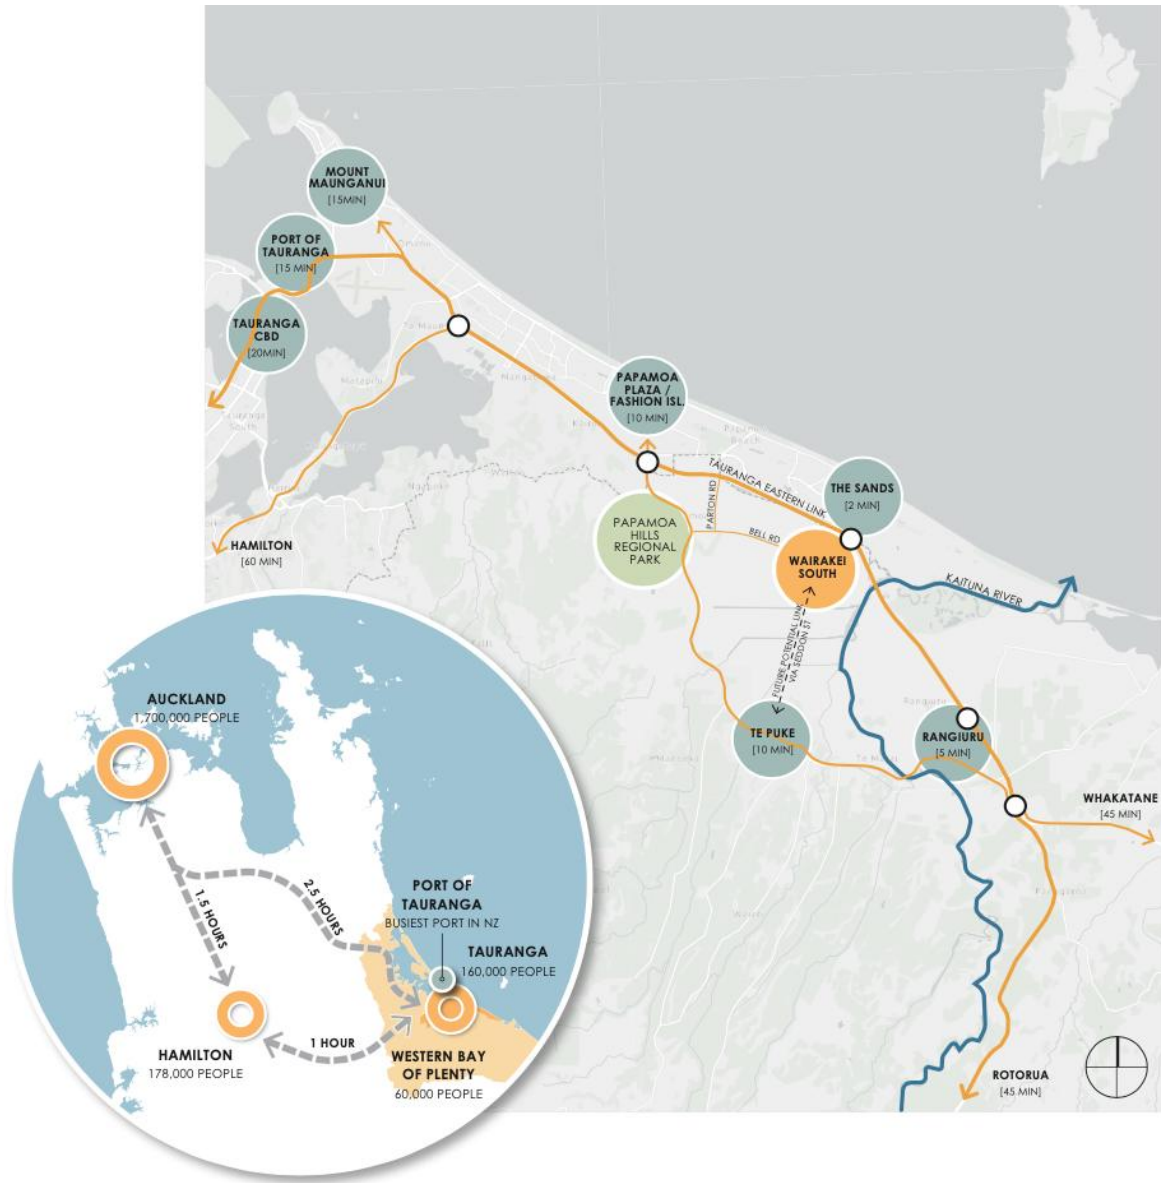 MOUNT
MAUNGANUI
[15MIN]
PORT OF
TAURANGA
[15 MIN]
TAURANGA
CBD
[20MIN]
PAPAMOA
PLAZA /
FASHION ISL.
[10 MIN]
Papamoa
Beach
TAURANGA EASTERN LINK
PARTON RD
BELL RD
THE SANDS
[2 MIN]
PAPAMOA
HILLS
REGIONAL
PARK
WAIRAKEI
SOUTH
KAITUNA RIVER
HAMILTON
[60 MIN]
FUTURE POTENTIAL LINK
VIA SEDDON ST
TE PUKE
[10 MIN]
RANGIURU
[5 MIN]
WHAKATANE
[45 MIN]
ROTORUA
[45 MIN]
AUCKLAND
1,700,000 PEOPLE
1.5 HOURS
2.5 HOURS
PORT OF
TAURANGA
BUSIEST PORT IN NZ
TAURANGA
160,000 PEOPLE
1 HOUR
HAMILTON
178,000 PEOPLE
WESTERN BAY
OF PLENTY
60,000 PEOPLE